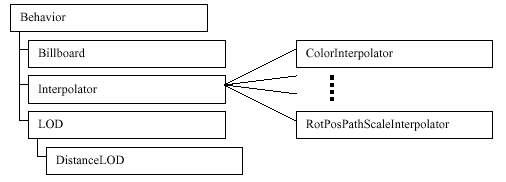 Behavior
Billboard
ColorInterpolator
Interpolator
LOD
RotPosPathScaleInterpolator
DistanceLOD